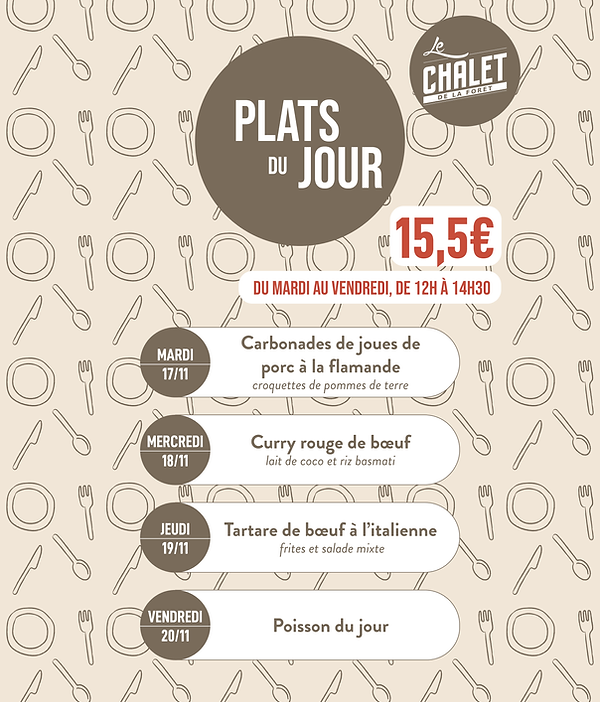 Le
CHALET
DE LA FORET
PLATS
DU JOUR
15,5€
DU MARDI AU VENDREDI, DE 12H À 14H30
MARDI
17/11
Carbonades de joues de
porc à la flamande
croquettes de pommes de terre
MERCREDI
18/11
Curry rouge de bœuf
lait de coco et riz basmati
JEUDI
19/11
Tartare de bœuf à l’italienne
frites et salade mixte
VENDREDI
20/11
Poisson du jour